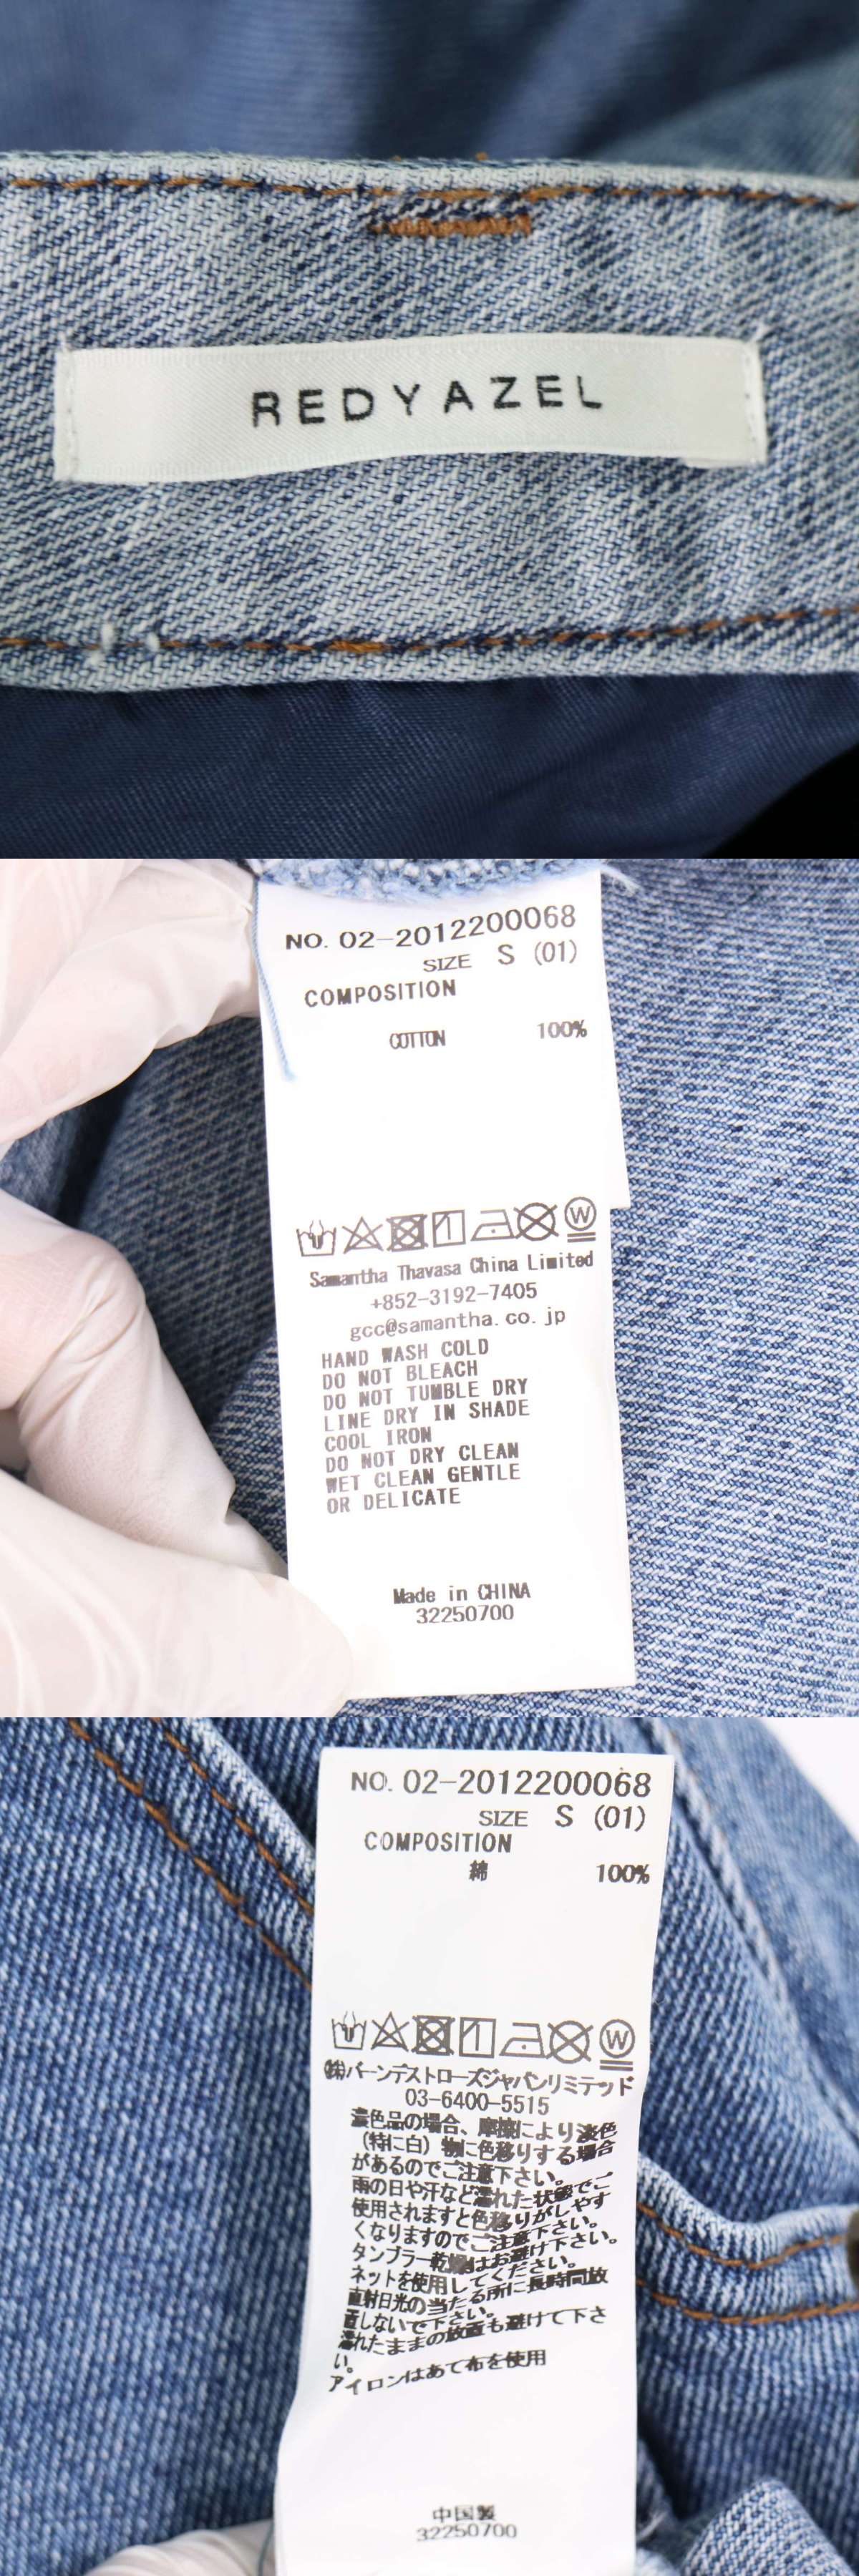 REDYAZEL
NO. 02-2012200068
SIZE S (01)
COMPOSITION
COTTON 100%
W
Samantha Thavasa China Limited
+852-3192-7405
gcc@samantha.co.jp
HAND WASH COLD
DO NOT BLEACH
DO NOT TUMBLE DRY
LINE DRY IN SHADE
COOL IRON
DO NOT DRY CLEAN
WET CLEAN GENTLE
OR DELICATE
Made in CHINA
32250700
NO. 02-2012200068
SIZE S (01)
COMPOSITION
綿 100%
W
㈱バーンデストローズジャパンリミテッド
03-6400-5515
濃色品の場合、摩擦により淡色
(特に白)物に色移りする場合
があるのでご注意下さい。
雨の日や汗など濡れた状態でご
使用されますと色移りがしやす
くなりますのでご注意下さい。
タンブラー乾燥はお避け下さい。
ネットを使用してください。
直射日光の当たる所に長時間放
置しないで下さい。
濡れたままの放置も避けて下さ
い。
アイロンはあて布を使用
中国製
32250700